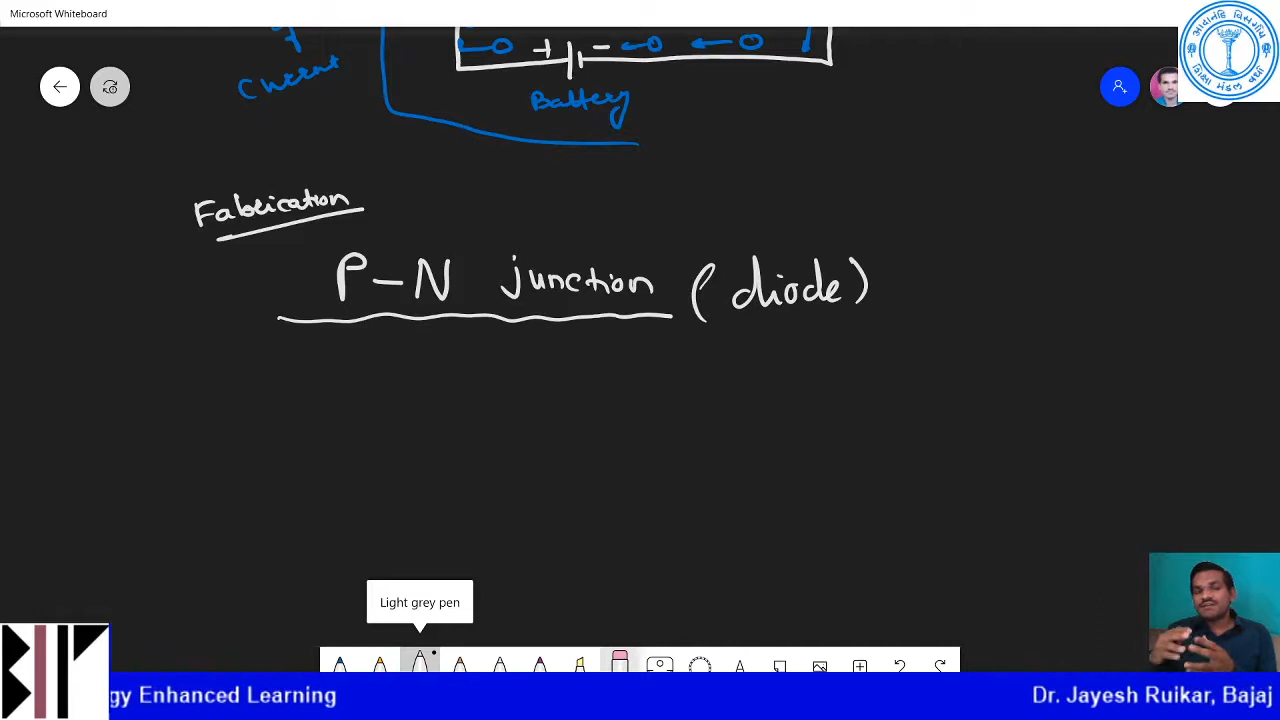 Microsoft Whiteboard
Current
+ -
Battery
Fabrication
P-N junction (diode)
Light grey pen
gy Enhanced Learning
Dr. Jayesh Ruikar, Bajaj